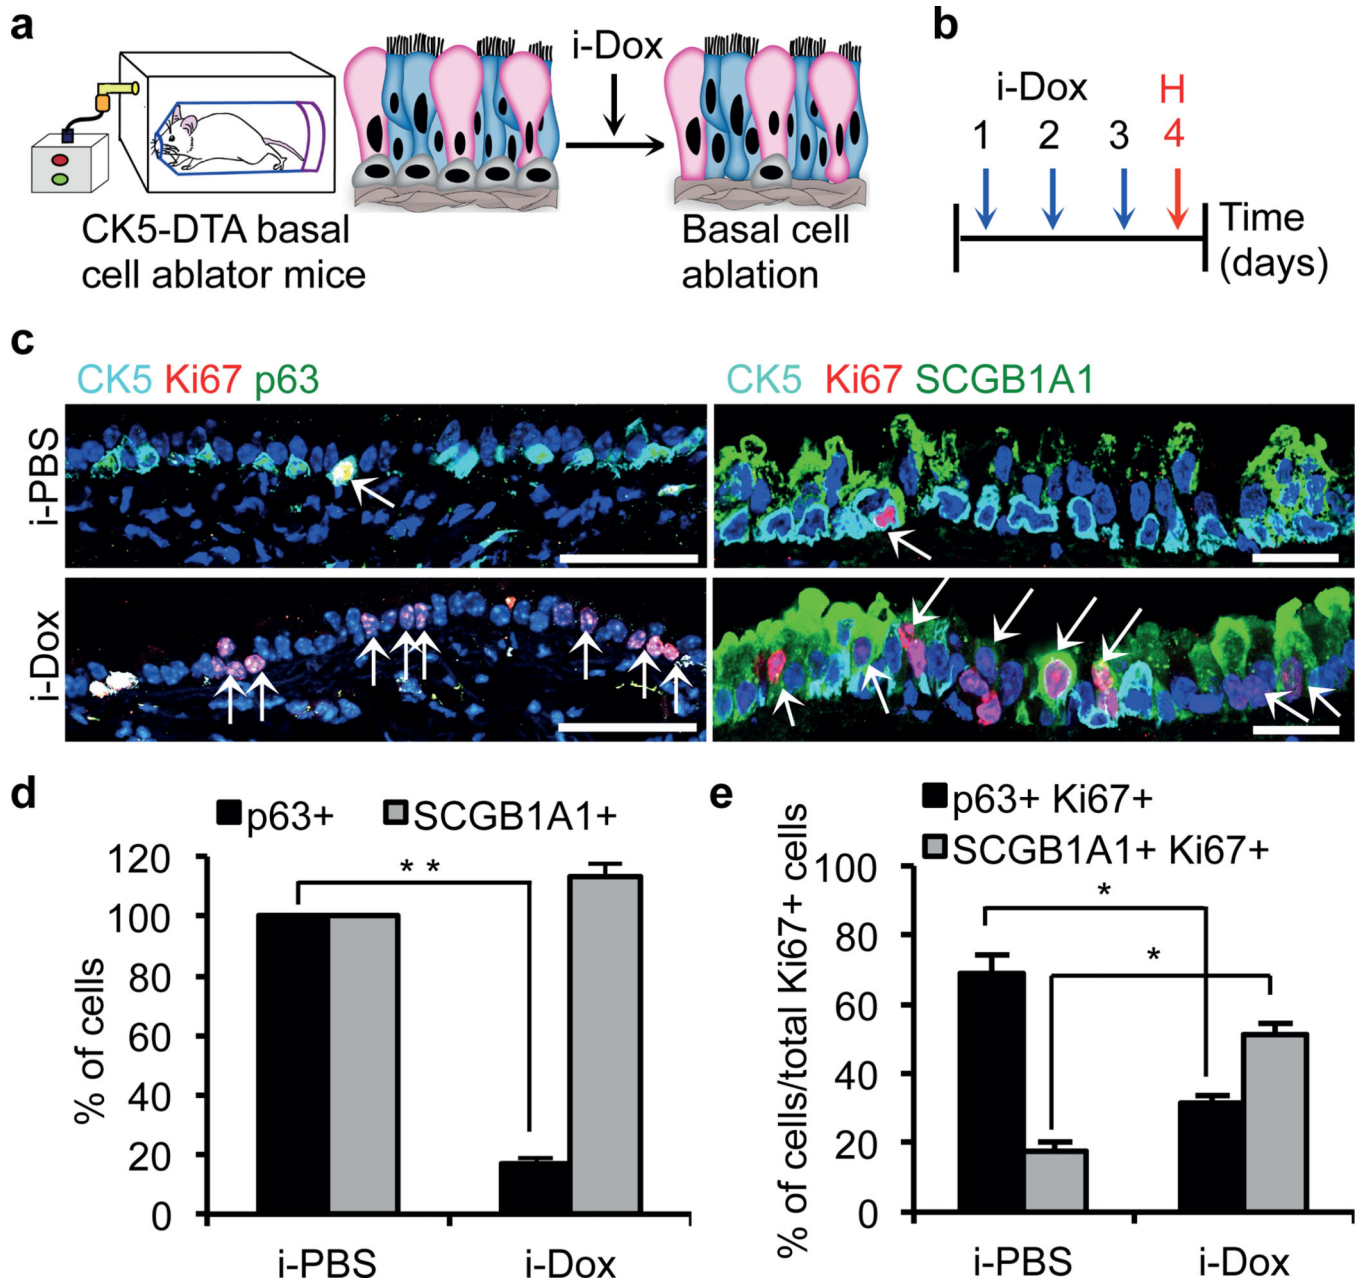 a
i-Dox
CK5-DTA basal
cell ablator mice
Basal cell
ablation
b
i-Dox H
1 2 3 4
Time
(days)
c
CK5 Ki67 p63
CK5 Ki67 SCGB1A1
i-PBS
i-Dox
d
p63+ SCGB1A1+
% of cells
120
100
80
60
40
20
0
* *
i-PBS i-Dox
e
p63+ Ki67+
SCGB1A1+ Ki67+
% of cells/total Ki67+ cells
100
80
60
40
20
0
*
*
i-PBS i-Dox